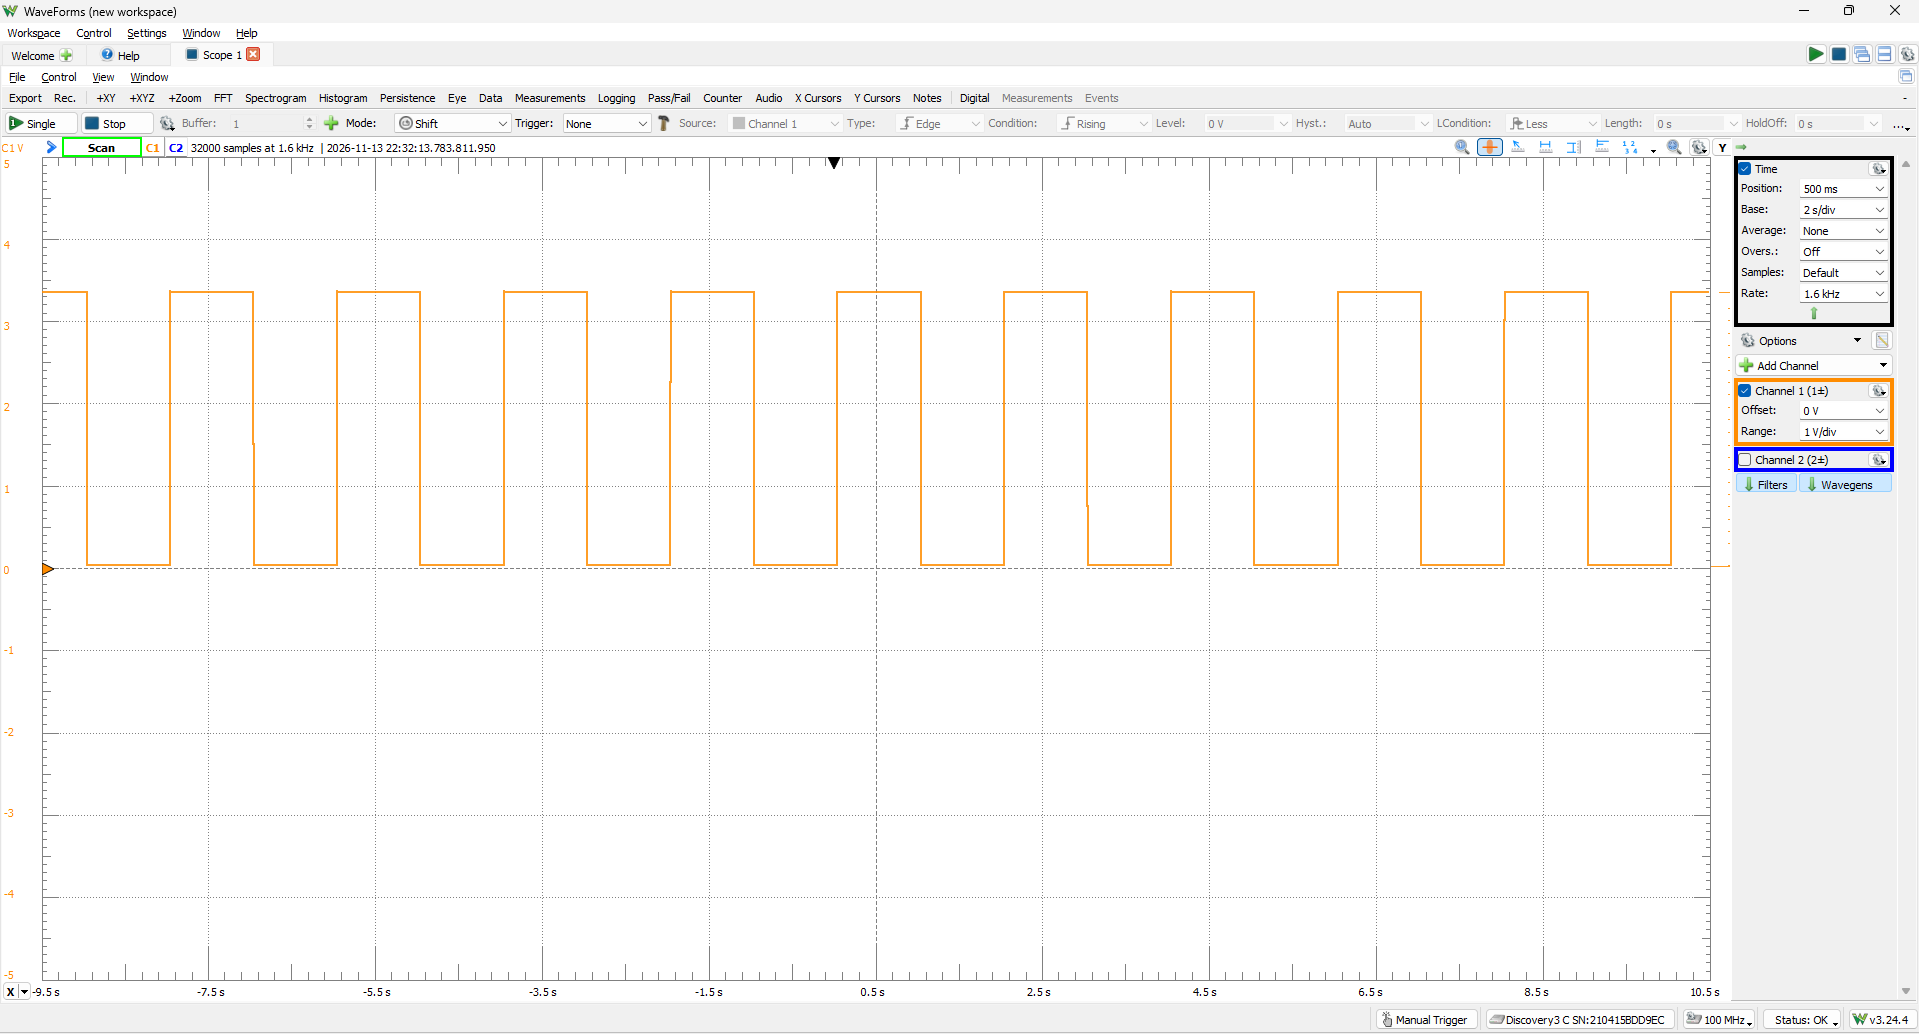 WaveForms (new workspace)
Workspace Control Settings Window Help
Welcome Help Scope 1
File Control View Window
Export Rec. +XY +XYZ +Zoom FFT Spectrogram Histogram Persistence Eye Data Measurements Logging Pass/Fail Counter Audio X Cursors Y Cursors Notes Digital Measurements Events
Single Stop Buffer: 1 Mode: Shift Trigger: None Source: Channel 1 Type: Edge Condition: Rising Level: 0 V Hyst.: Auto LCondition: Less Length: 0 s HoldOff: 0 s ...
C1 V Scan C1 C2 32000 samples at 1.6 kHz | 2026-11-13 22:32:13.783.811.950 Y
5
4
3
2
1
0
-1
-2
-3
-4
-5
X -9.5 s -7.5 s -5.5 s -3.5 s -1.5 s 0.5 s 2.5 s 4.5 s 6.5 s 8.5 s 10.5 s
Time
Position: 500 ms
Base: 2 s/div
Average: None
Overs.: Off
Samples: Default
Rate: 1.6 kHz
Options
Add Channel
Channel 1 (1±)
Offset: 0 V
Range: 1 V/div
Channel 2 (2±)
Filters Wavegens
Manual Trigger Discovery3 C SN:210415BDD9EC 100 MHz Status: OK v3.24.4